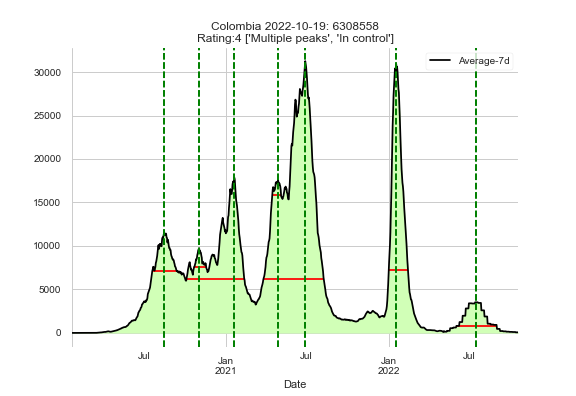 Colombia 2022-10-19: 6308558
Rating:4 ['Multiple peaks', 'In control']
Average-7d
30000
25000
20000
15000
10000
5000
0
Jul
Jan
2021
Jul
Jan
2022
Jul
Date